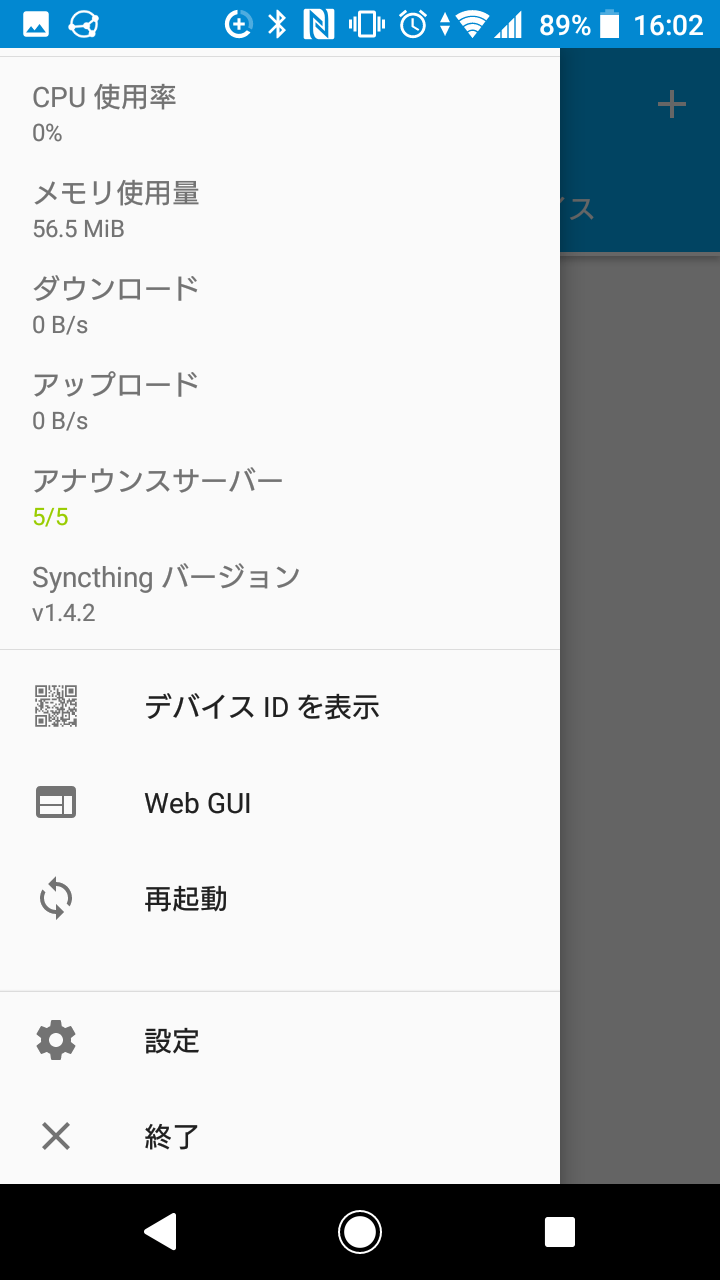 89% 16:02
CPU 使用率
0%
メモリ使用量
56.5 MiB
イス
ダウンロード
0 B/s
アップロード
0 B/s
アナウンスサーバー
5/5
Syncthing バージョン
v1.4.2
デバイス ID を表示
Web GUI
再起動
設定
終了